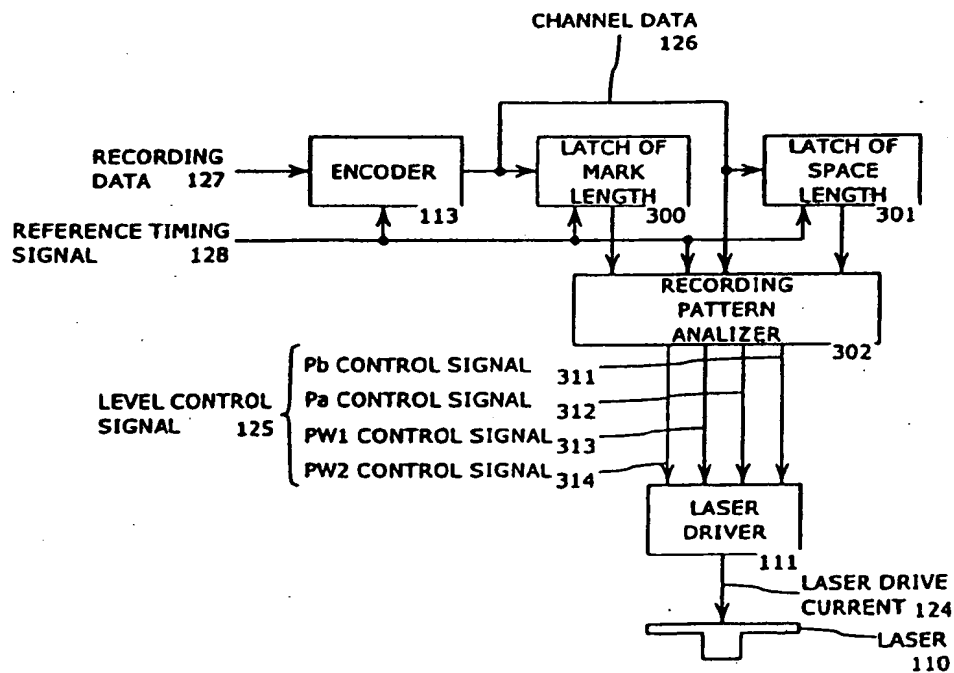 CHANNEL DATA
126
RECORDING
DATA 127
ENCODER
113
LATCH OF
MARK
LENGTH
300
LATCH OF
SPACE
LENGTH
301
REFERENCE TIMING
SIGNAL 128
RECORDING
PATTERN
ANALIZER
302
LEVEL CONTROL
SIGNAL 125
Pb CONTROL SIGNAL 311
Pa CONTROL SIGNAL 312
PW1 CONTROL SIGNAL 313
PW2 CONTROL SIGNAL 314
LASER
DRIVER
111
LASER DRIVE
CURRENT 124
LASER
110